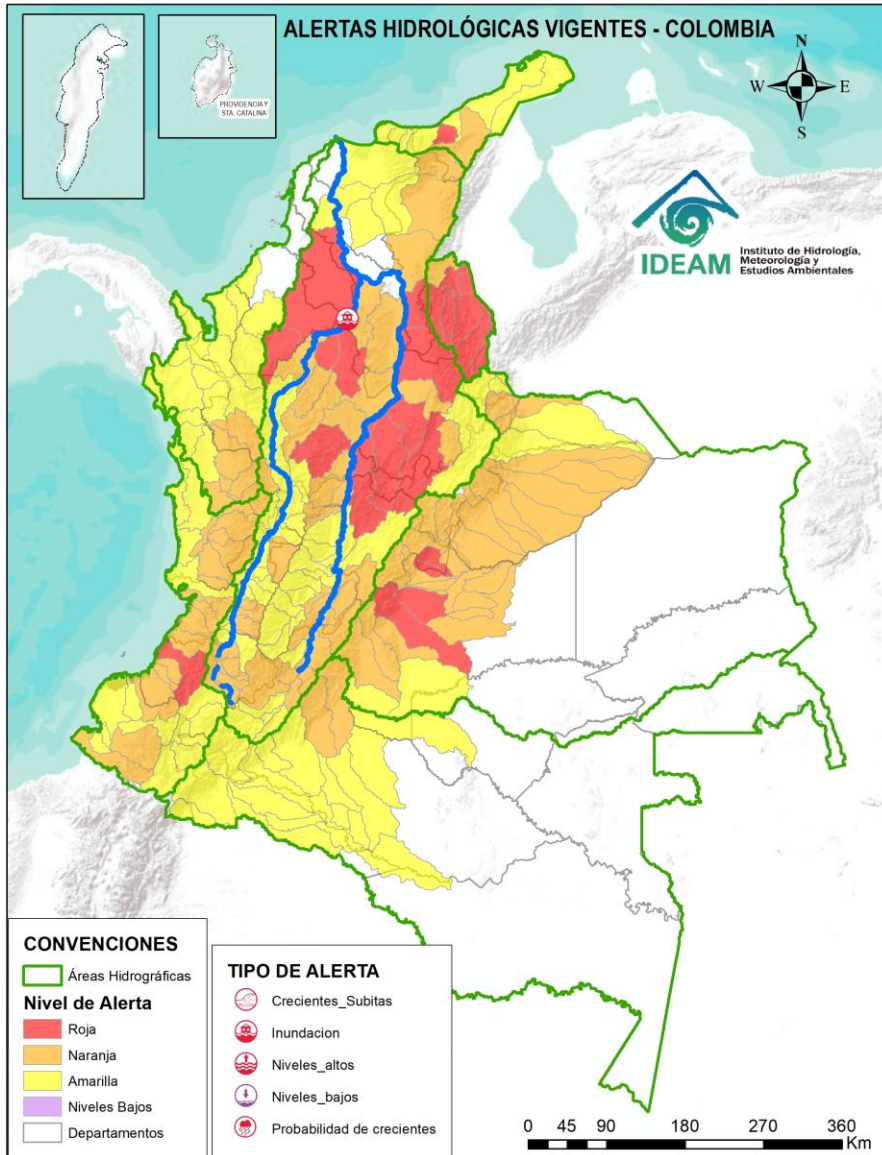 ALERTAS HIDROLÓGICAS VIGENTES - COLOMBIA
PROVIDENCIA Y
STA. CATALINA
N
W
E
S
IDEAM
Instituto de Hidrología,
Meteorología y
Estudios Ambientales
CONVENCIONES
Áreas Hidrográficas
Nivel de Alerta
Roja
Naranja
Amarilla
Niveles Bajos
Departamentos
TIPO DE ALERTA
Crecientes_Subitas
Inundacion
Niveles_altos
Niveles_bajos
Probabilidad de crecientes
0 45 90 180 270 360
Km